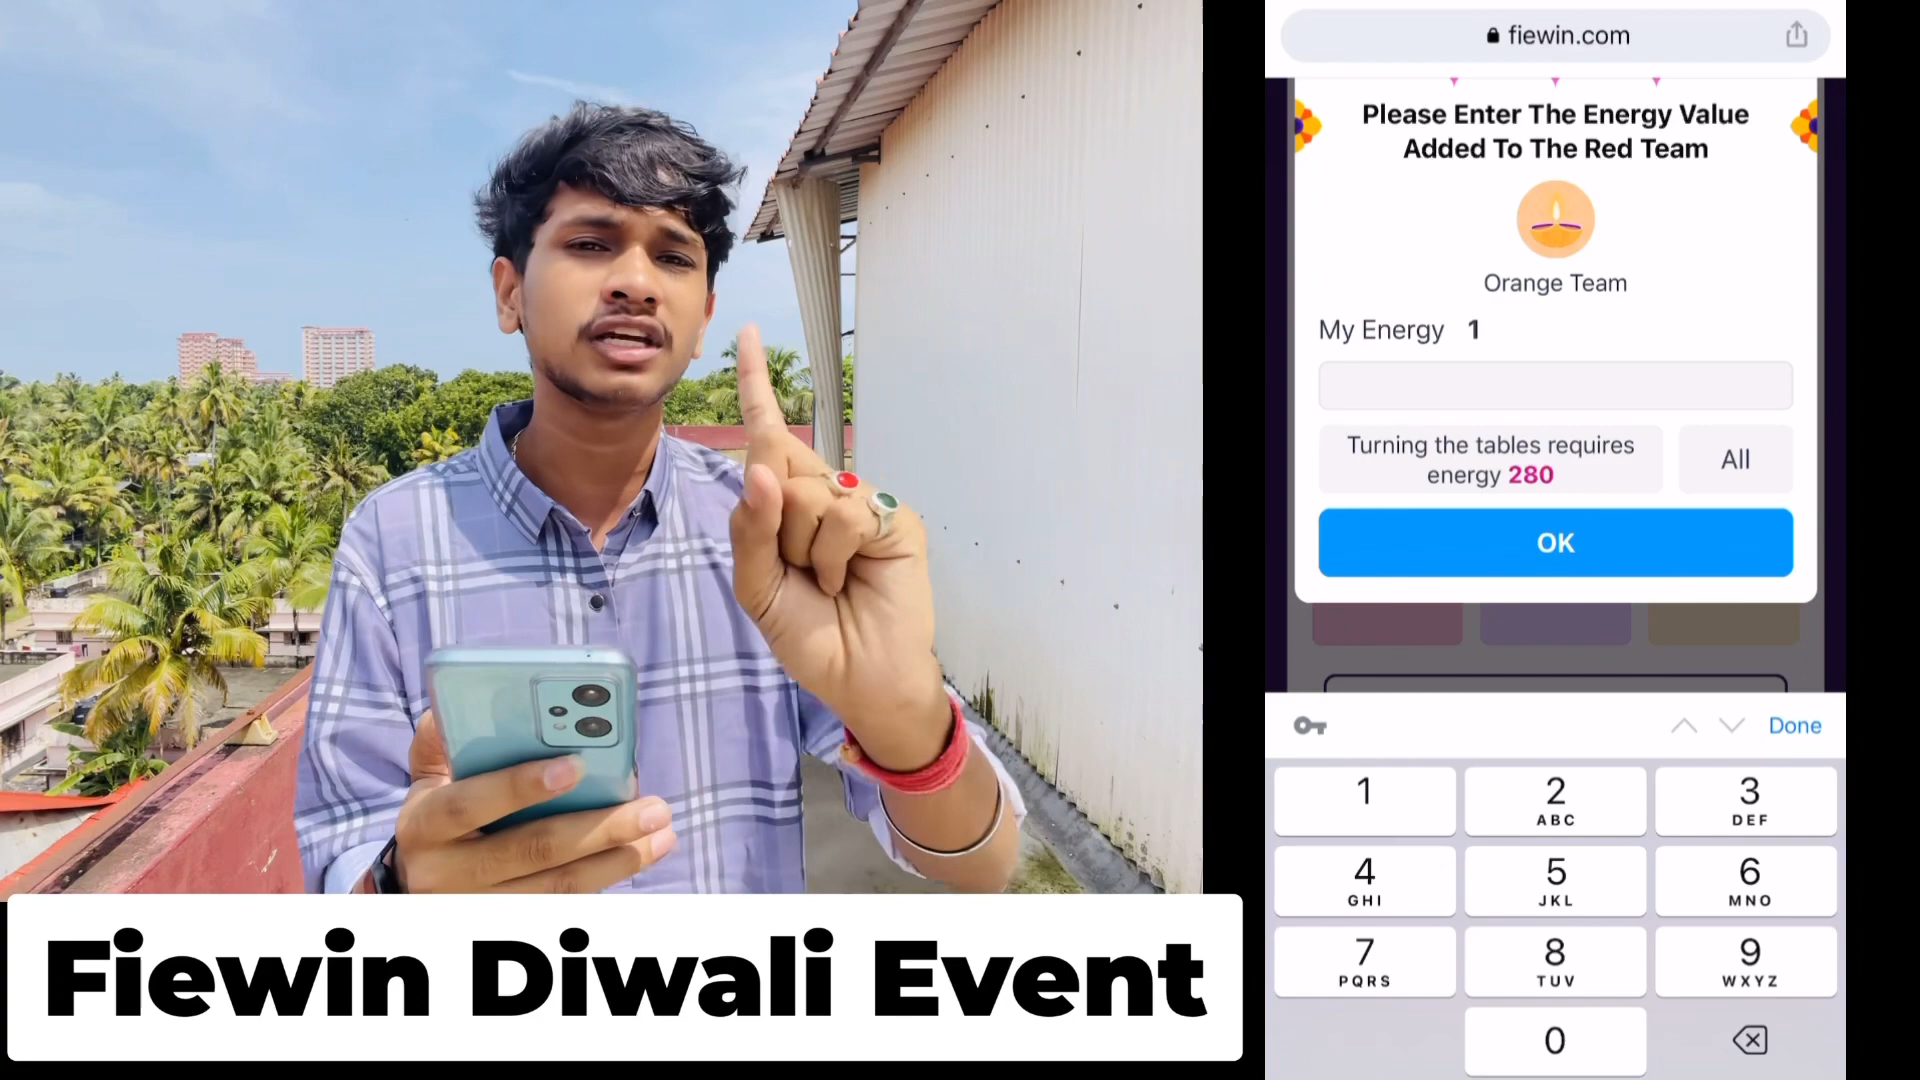 fiewin.com
Please Enter The Energy Value
Added To The Red Team
Orange Team
My Energy 1
Turning the tables requires
energy 280
All
OK
Done
1
2
ABC
3
DEF
4
GHI
5
JKL
6
MNO
7
PQRS
8
TUV
9
WXYZ
0
Fiewin Diwali Event